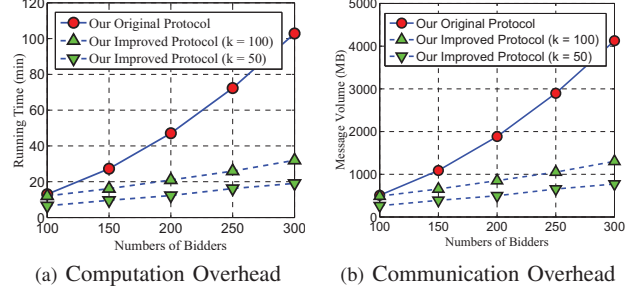 120
100
80
60
40
20
0
Running Time (min)
Our Original Protocol
Our Improved Protocol (k = 100)
Our Improved Protocol (k = 50)
100 150 200 250 300
Numbers of Bidders
(a) Computation Overhead
5000
4000
3000
2000
1000
0
Message Volume (MB)
Our Original Protocol
Our Improved Protocol (k = 100)
Our Improved Protocol (k = 50)
100 150 200 250 300
Numbers of Bidders
(b) Communication Overhead